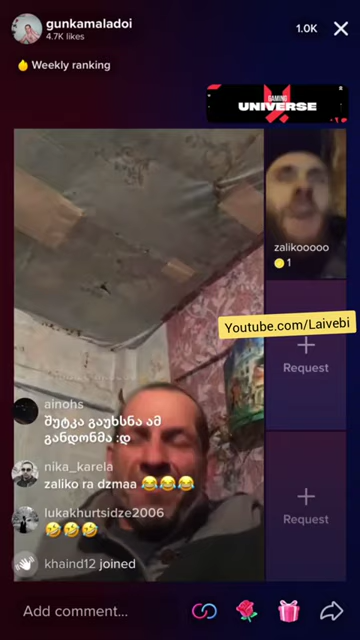 gunkamaladoi
4.7K likes
1.0K
Weekly ranking
GAMING
UNIVERSE
zalikooooo
1
Youtube.com/Laivebi
Request
ainohs
შუტკა გაუხსნა ამ
განდონმა :დ
nika_karela
zaliko ra dzmaa 😂😂😂
lukakhurtsidze2006
🤣🤣🤣
Request
khaind12 joined
Add comment...